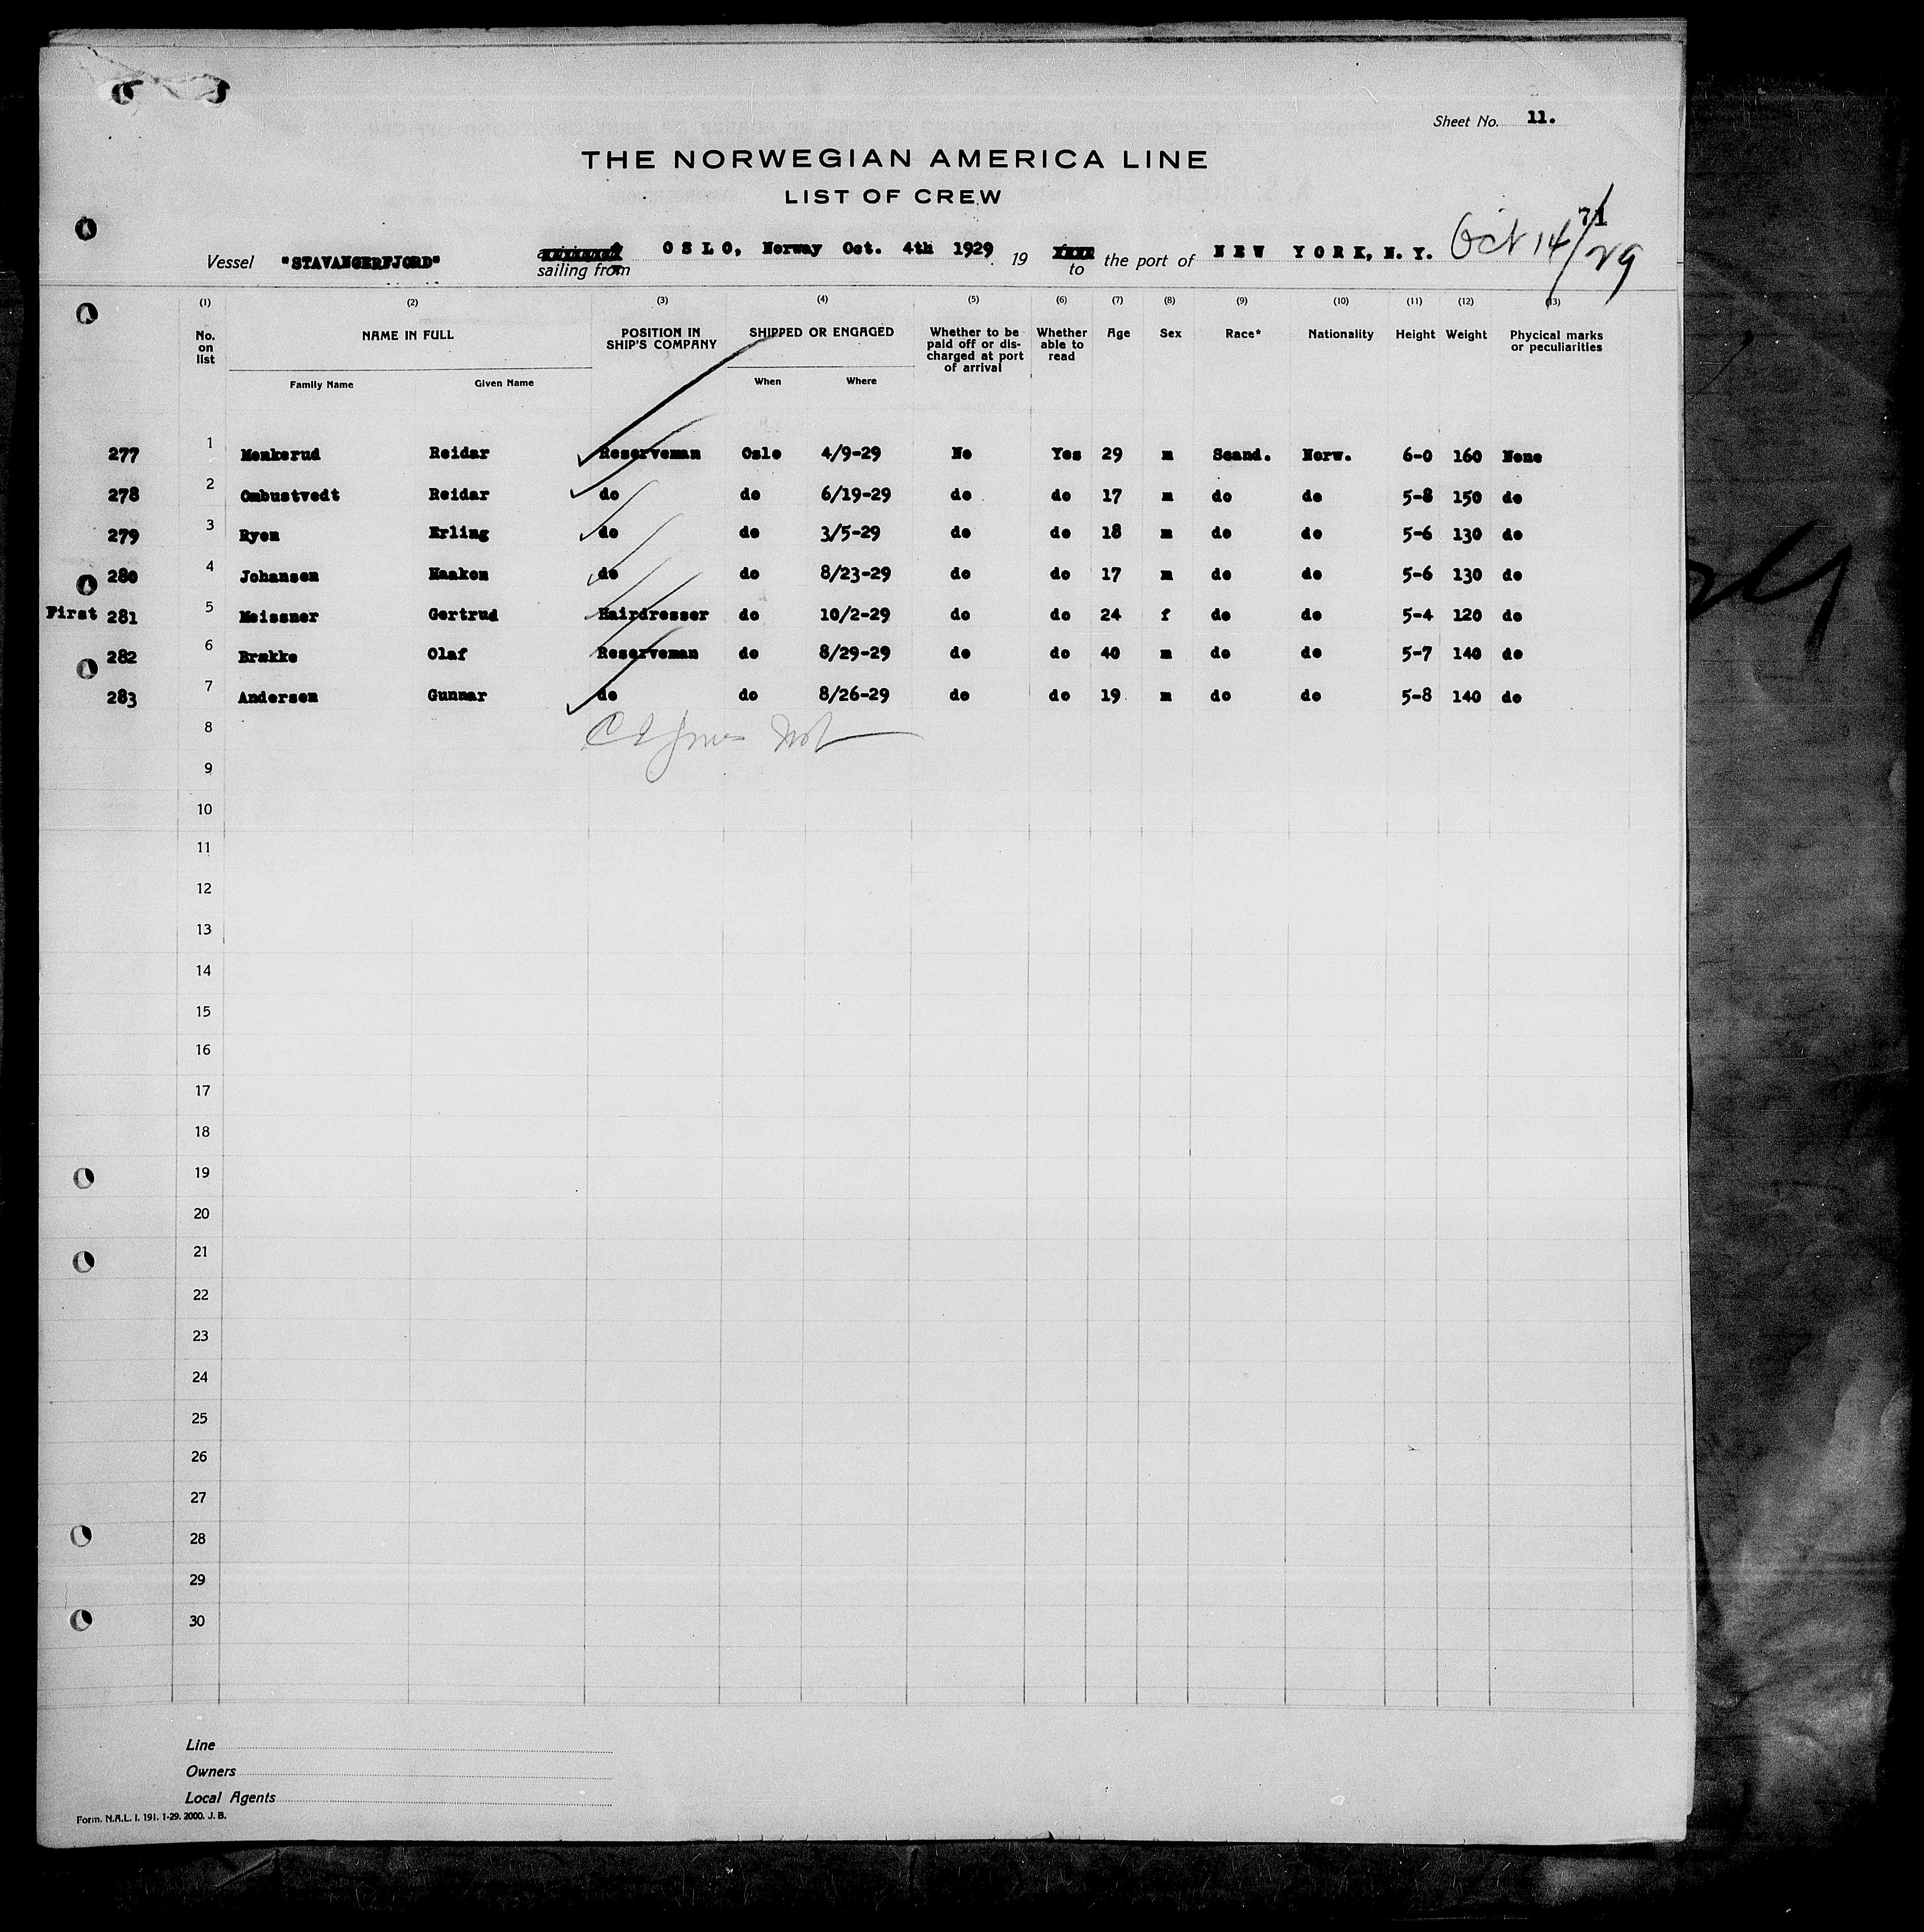 Sheet No. 11.
THE NORWEGIAN AMERICA LINE
LIST OF CREW
71
Vessel "STAVANGERFJORD" sailing from OSLO, Norway Oct. 4th 1929 19 to the port of NEW YORK, N. Y. Oct 14/29
(1) (2) (3) (4) (5) (6) (7) (8) (9) (10) (11) (12) (13)
No. on list NAME IN FULL POSITION IN SHIP'S COMPANY SHIPPED OR ENGAGED Whether to be paid off or discharged at port of arrival Whether able to read Age Sex Race* Nationality Height Weight Phycical marks or peculiarities
Family Name Given Name When Where
277 1 Menkerud Reidar Reserveman Oslo 4/9-29 No Yes 29 m Scand. Norw. 6-0 160 None
278 2 Ombustvedt Reidar do do 6/19-29 do do 17 m do do 5-8 150 do
279 3 Ryen Erling do do 3/5-29 do do 18 m do do 5-6 130 do
280 4 Johansen Haakon do do 8/23-29 do do 17 m do do 5-6 130 do
First 281 5 Meissner Gertrud Hairdresser do 10/2-29 do do 24 f do do 5-4 120 do
282 6 Brække Olaf Reserveman do 8/29-29 do do 40 m do do 5-7 140 do
283 7 Andersen Gunnar do do 8/26-29 do do 19 m do do 5-8 140 do
8
9
10
11
12
13
14
15
16
17
18
19
20
21
22
23
24
25
26
27
28
29
30
Line
Owners
Local Agents
Form. N.A.L. I. 191. 1-29. 2000. J. B.